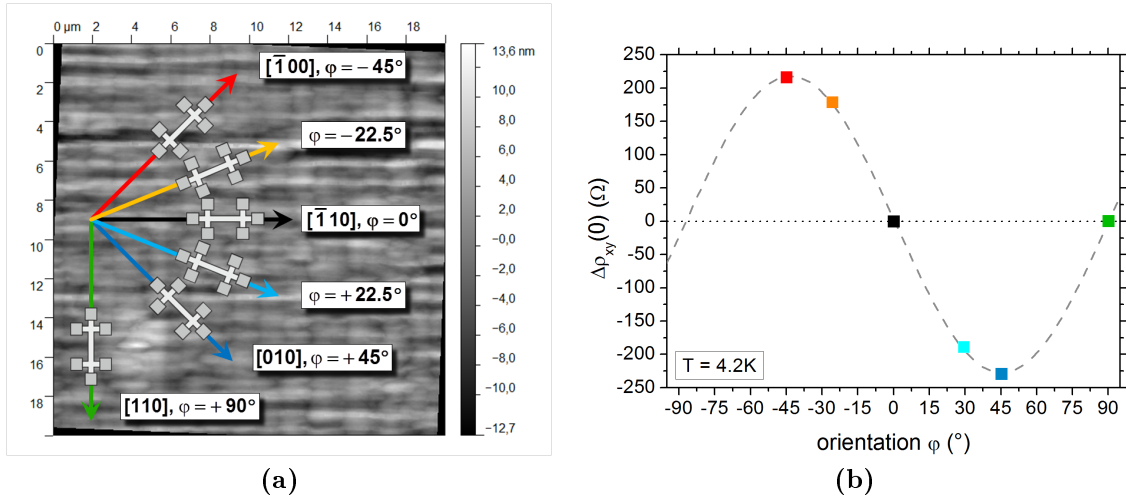 0 µm 2 4 6 8 10 12 14 18
0
2
4
6
8
10
12
14
16
18
13,6 nm
10,0
8,0
6,0
4,0
2,0
−0,0
−2,0
−4,0
−6,0
−8.0
−10,0
−12,7
[1̅00], φ = − 45°
φ = − 22.5°
[1̅10], φ = 0°
φ = + 22.5°
[010], φ = + 45°
[110], φ = + 90°
(a)
250
200
150
100
50
0
-50
-100
-150
-200
-250
Δρxy(0) (Ω)
T = 4.2K
-90 -75 -60 -45 -30 -15 0 15 30 45 60 75 90
orientation φ (°)
(b)